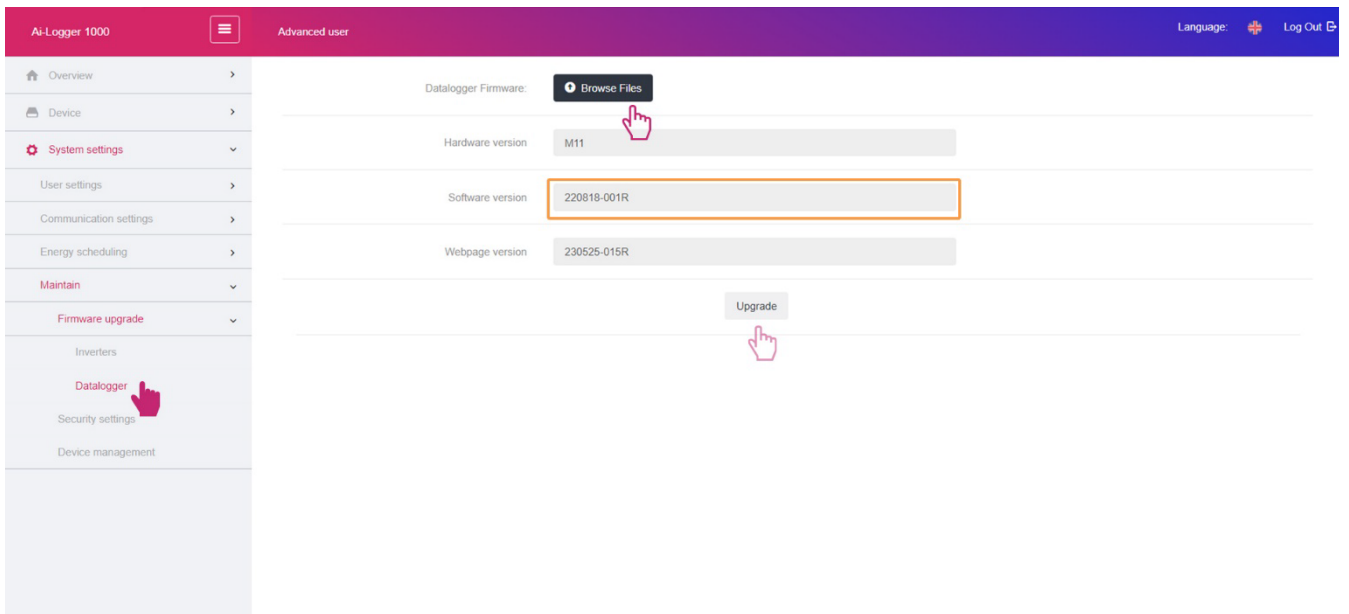 Ai-Logger 1000
Advanced user
Language:
Log Out
Overview
Device
System settings
User settings
Communication settings
Energy scheduling
Maintain
Firmware upgrade
Inverters
Datalogger
Security settings
Device management
Datalogger Firmware: Browse Files
Hardware version M11
Software version 220818-001R
Webpage version 230525-015R
Upgrade